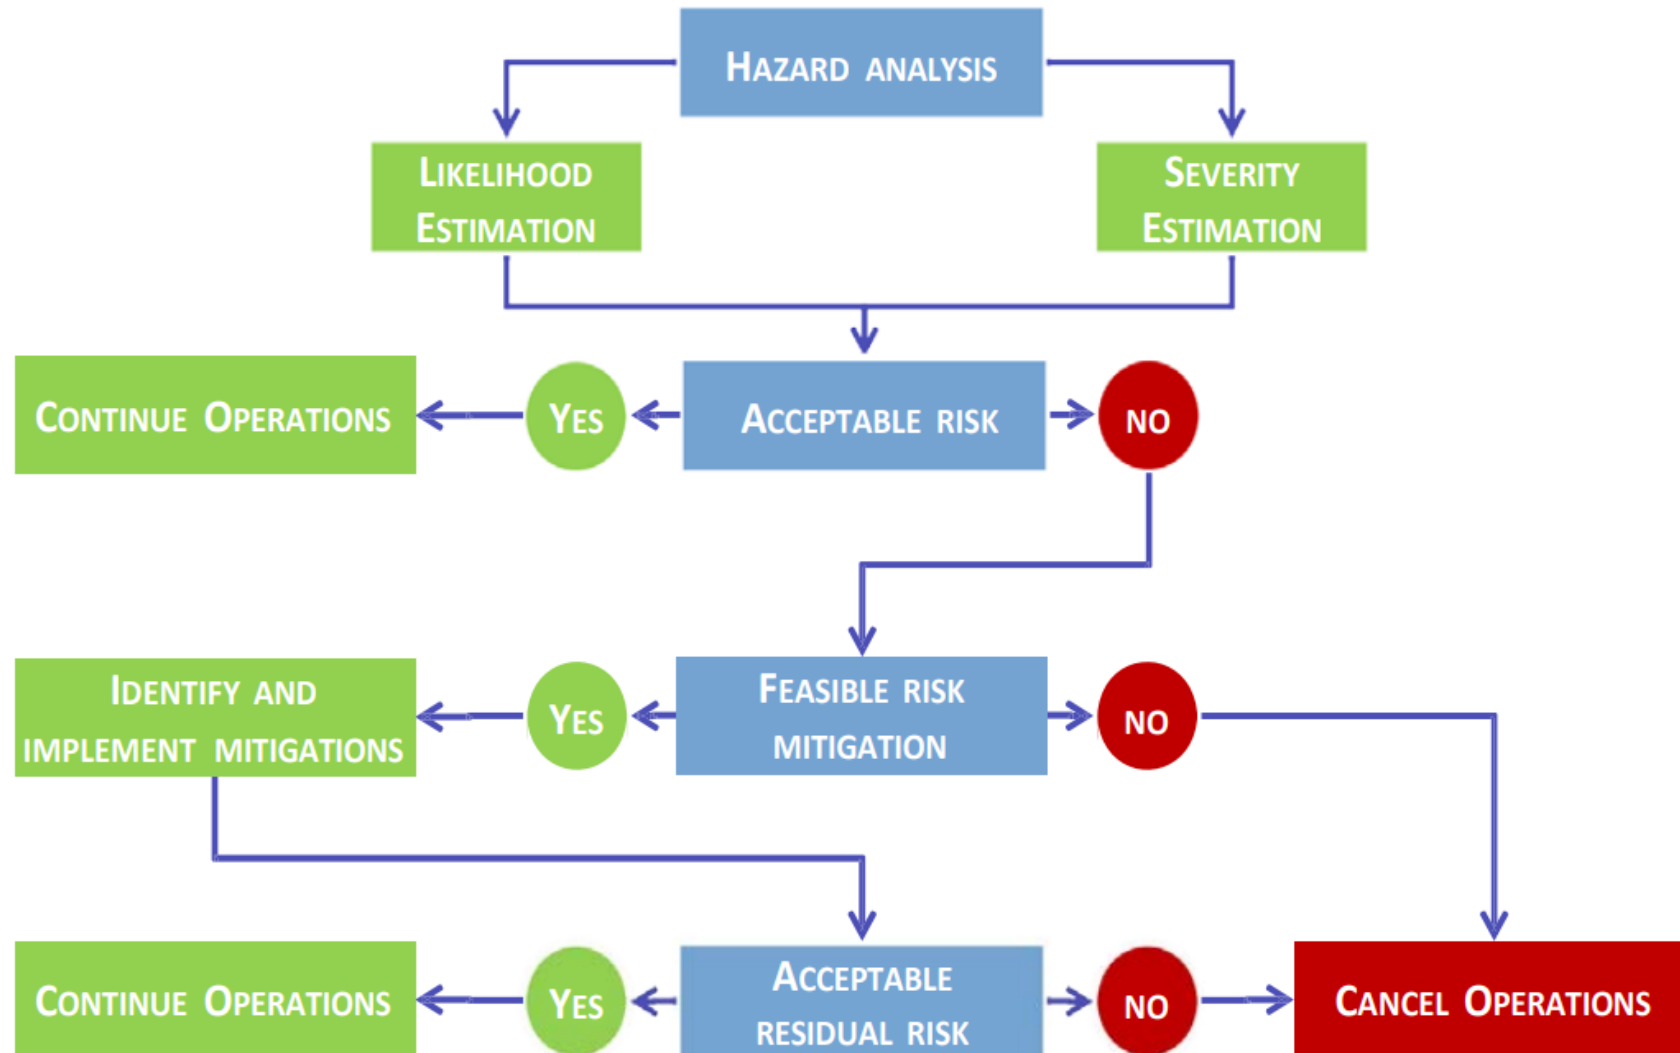 HAZARD ANALYSIS
LIKELIHOOD
ESTIMATION
SEVERITY
ESTIMATION
CONTINUE OPERATIONS
YES
ACCEPTABLE RISK
NO
IDENTIFY AND
IMPLEMENT MITIGATIONS
YES
FEASIBLE RISK
MITIGATION
NO
CONTINUE OPERATIONS
YES
ACCEPTABLE
RESIDUAL RISK
NO
CANCEL OPERATIONS